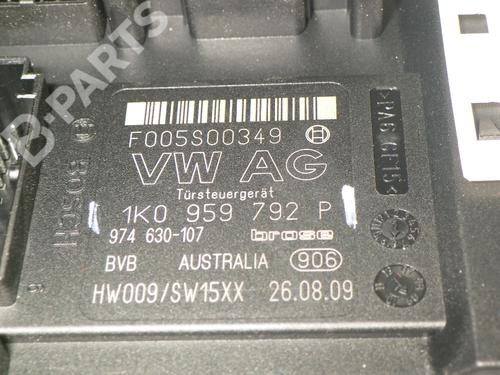 B-PARTS
F005S00349
VW AG
Türsteuergerät
1K0 959 792 P
974 630-107 brose
BVB AUSTRALIA 906
HW009/SW15XX 26.08.09
BOSCH
>PA6-GF15<